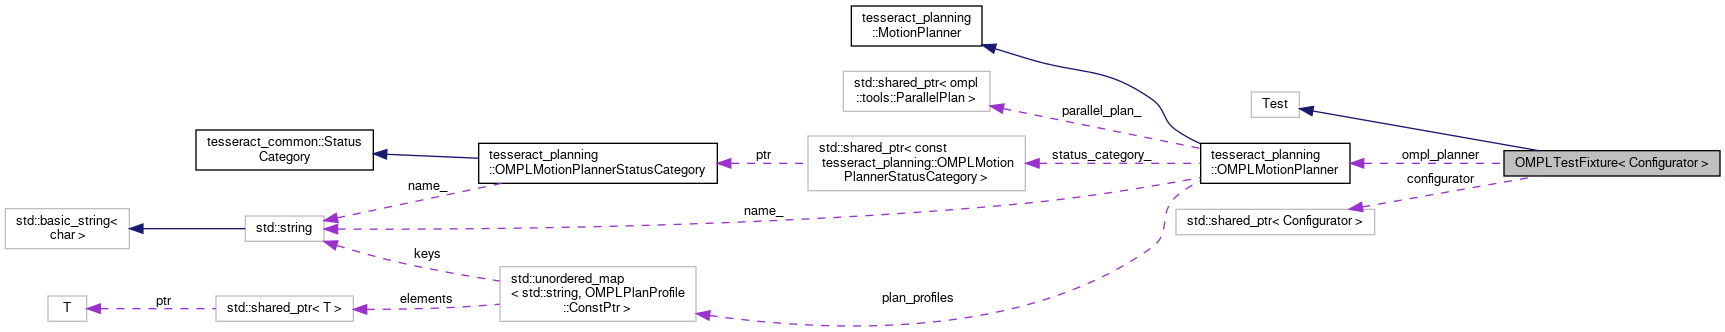 tesseract_planning
::MotionPlanner
std::shared_ptr< ompl
::tools::ParallelPlan >
parallel_plan_
Test
tesseract_common::Status
Category
tesseract_planning
::OMPLMotionPlannerStatusCategory
ptr
std::shared_ptr< const
tesseract_planning::OMPLMotion
PlannerStatusCategory >
status_category_
tesseract_planning
::OMPLMotionPlanner
ompl_planner
OMPLTestFixture< Configurator >
configurator
std::shared_ptr< Configurator >
name_
name_
std::basic_string<
char >
std::string
keys
std::unordered_map
< std::string, OMPLPlanProfile
::ConstPtr >
plan_profiles
T
ptr
std::shared_ptr< T >
elements